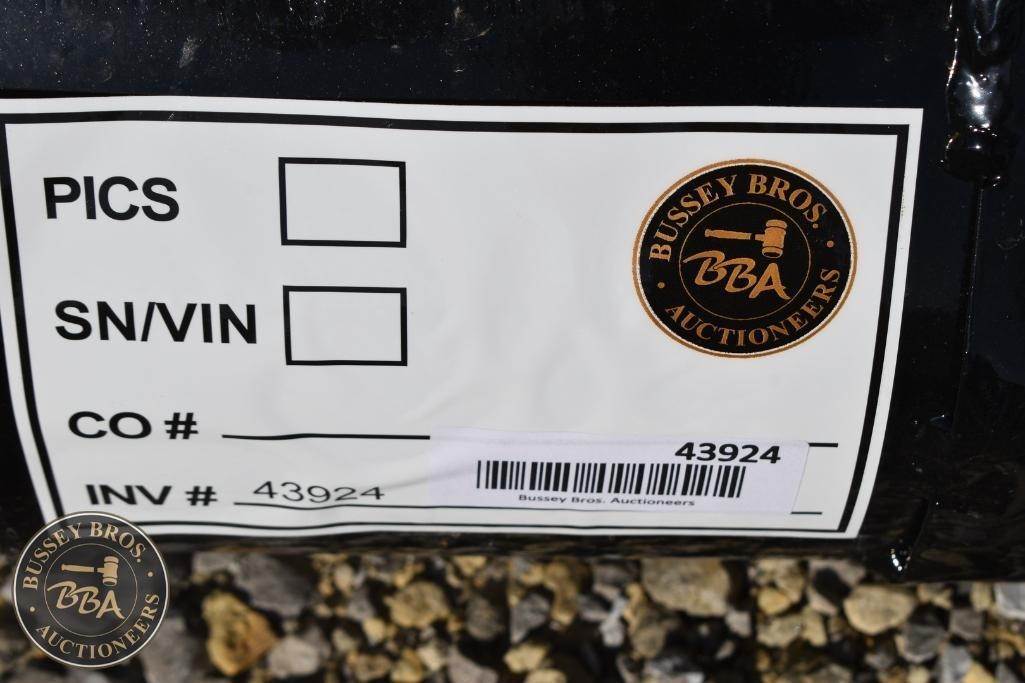 PICS
BUSSEY BROS.
BBA
AUCTIONEERS
SN/VIN
CO #
43924
INV # 43924
Bussey Bros. Auctioneers
BUSSEY BROS.
BBA
AUCTIONEERS